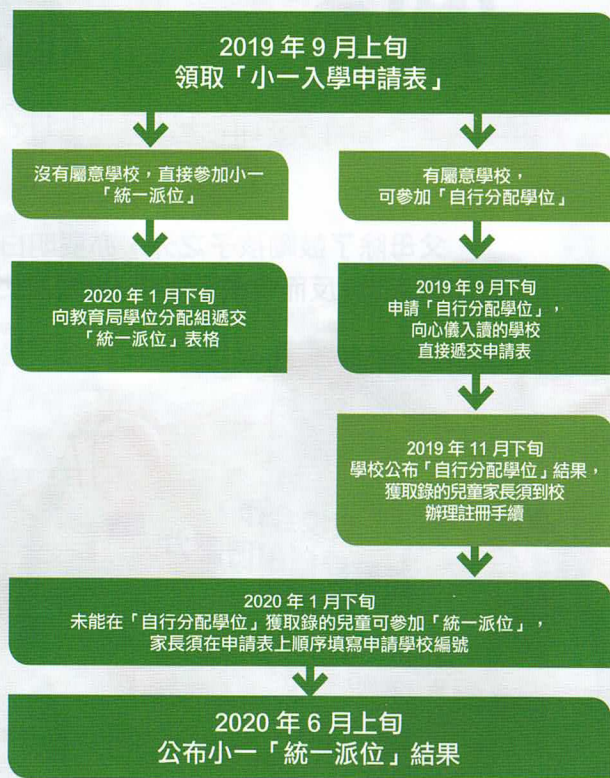 2019 年 9 月上旬
領取「小一入學申請表」
沒有屬意學校，直接參加小一
「統一派位」
2020 年 1 月下旬
向教育局學位分配組遞交
「統一派位」表格
有屬意學校，
可參加「自行分配學位」
2019 年 9 月下旬
申請「自行分配學位」，
向心儀入讀的學校
直接遞交申請表
2019 年 11 月下旬
學校公布「自行分配學位」結果，
獲取錄的兒童家長須到校
辦理註冊手續
2020 年 1 月下旬
未能在「自行分配學位」獲取錄的兒童可參加「統一派位」，
家長須在申請表上順序填寫申請學校編號
2020 年 6 月上旬
公布小一「統一派位」結果